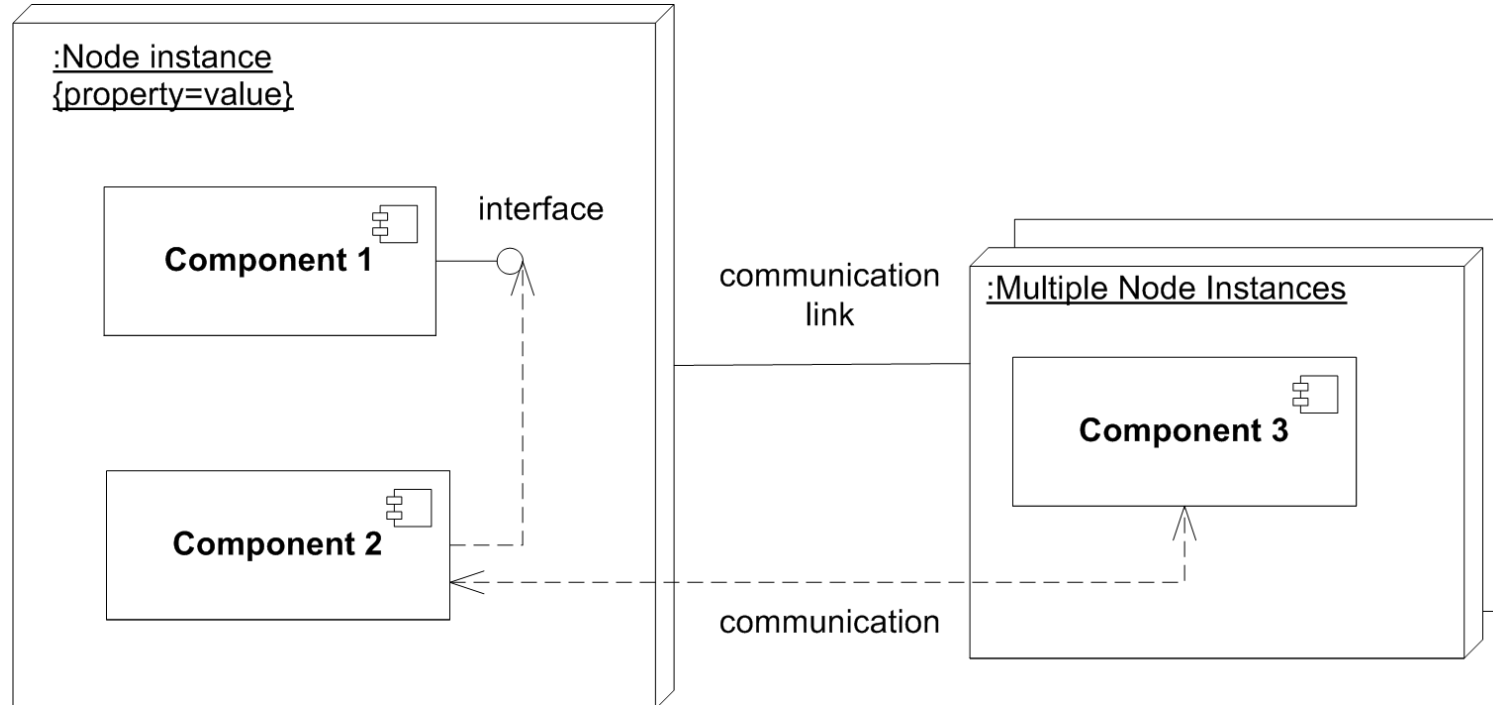 :Node instance
{property=value}
interface
Component 1
communication
link
:Multiple Node Instances
Component 3
Component 2
communication